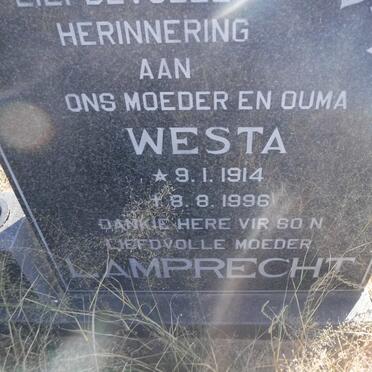 LIEFDEVOLLE
HERINNERING
AAN
ONS MOEDER EN OUMA
WESTA
★ 9.1.1914
† 8.8.1996
DANKIE HERE VIR SO N
LIEFDVOLLE MOEDER
LAMPRECHT